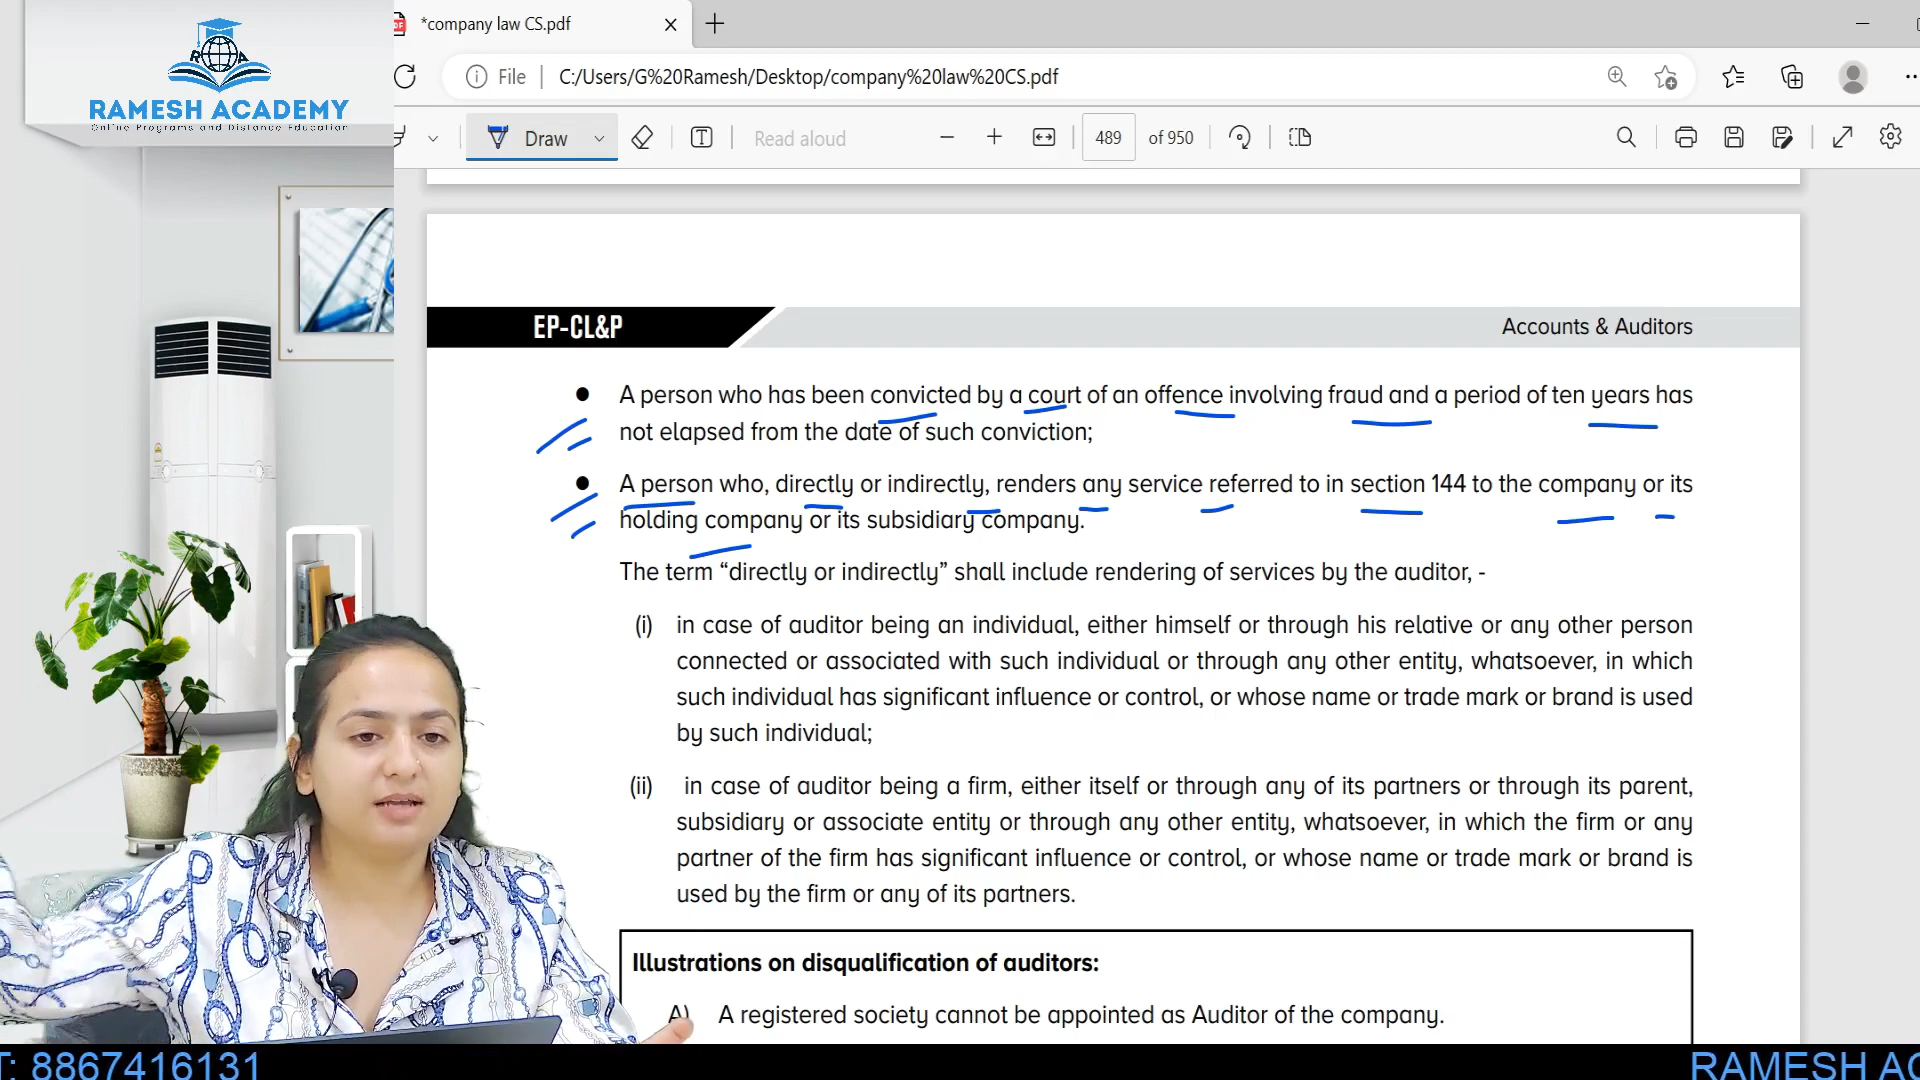 *company law CS.pdf
RAMESH ACADEMY
Online Programs and Distance Education
File
C:/Users/G%20Ramesh/Desktop/company%20law%20CS.pdf
Draw
Read aloud
489
of 950
EP-CL&P
Accounts & Auditors
● A person who has been convicted by a court of an offence involving fraud and a period of ten years has
not elapsed from the date of such conviction;
● A person who, directly or indirectly, renders any service referred to in section 144 to the company or its
holding company or its subsidiary company.
The term “directly or indirectly” shall include rendering of services by the auditor, -
(i) in case of auditor being an individual, either himself or through his relative or any other person
connected or associated with such individual or through any other entity, whatsoever, in which
such individual has significant influence or control, or whose name or trade mark or brand is used
by such individual;
(ii) in case of auditor being a firm, either itself or through any of its partners or through its parent,
subsidiary or associate entity or through any other entity, whatsoever, in which the firm or any
partner of the firm has significant influence or control, or whose name or trade mark or brand is
used by the firm or any of its partners.
Illustrations on disqualification of auditors:
A) A registered society cannot be appointed as Auditor of the company.
T: 8867416131
RAMESH AC